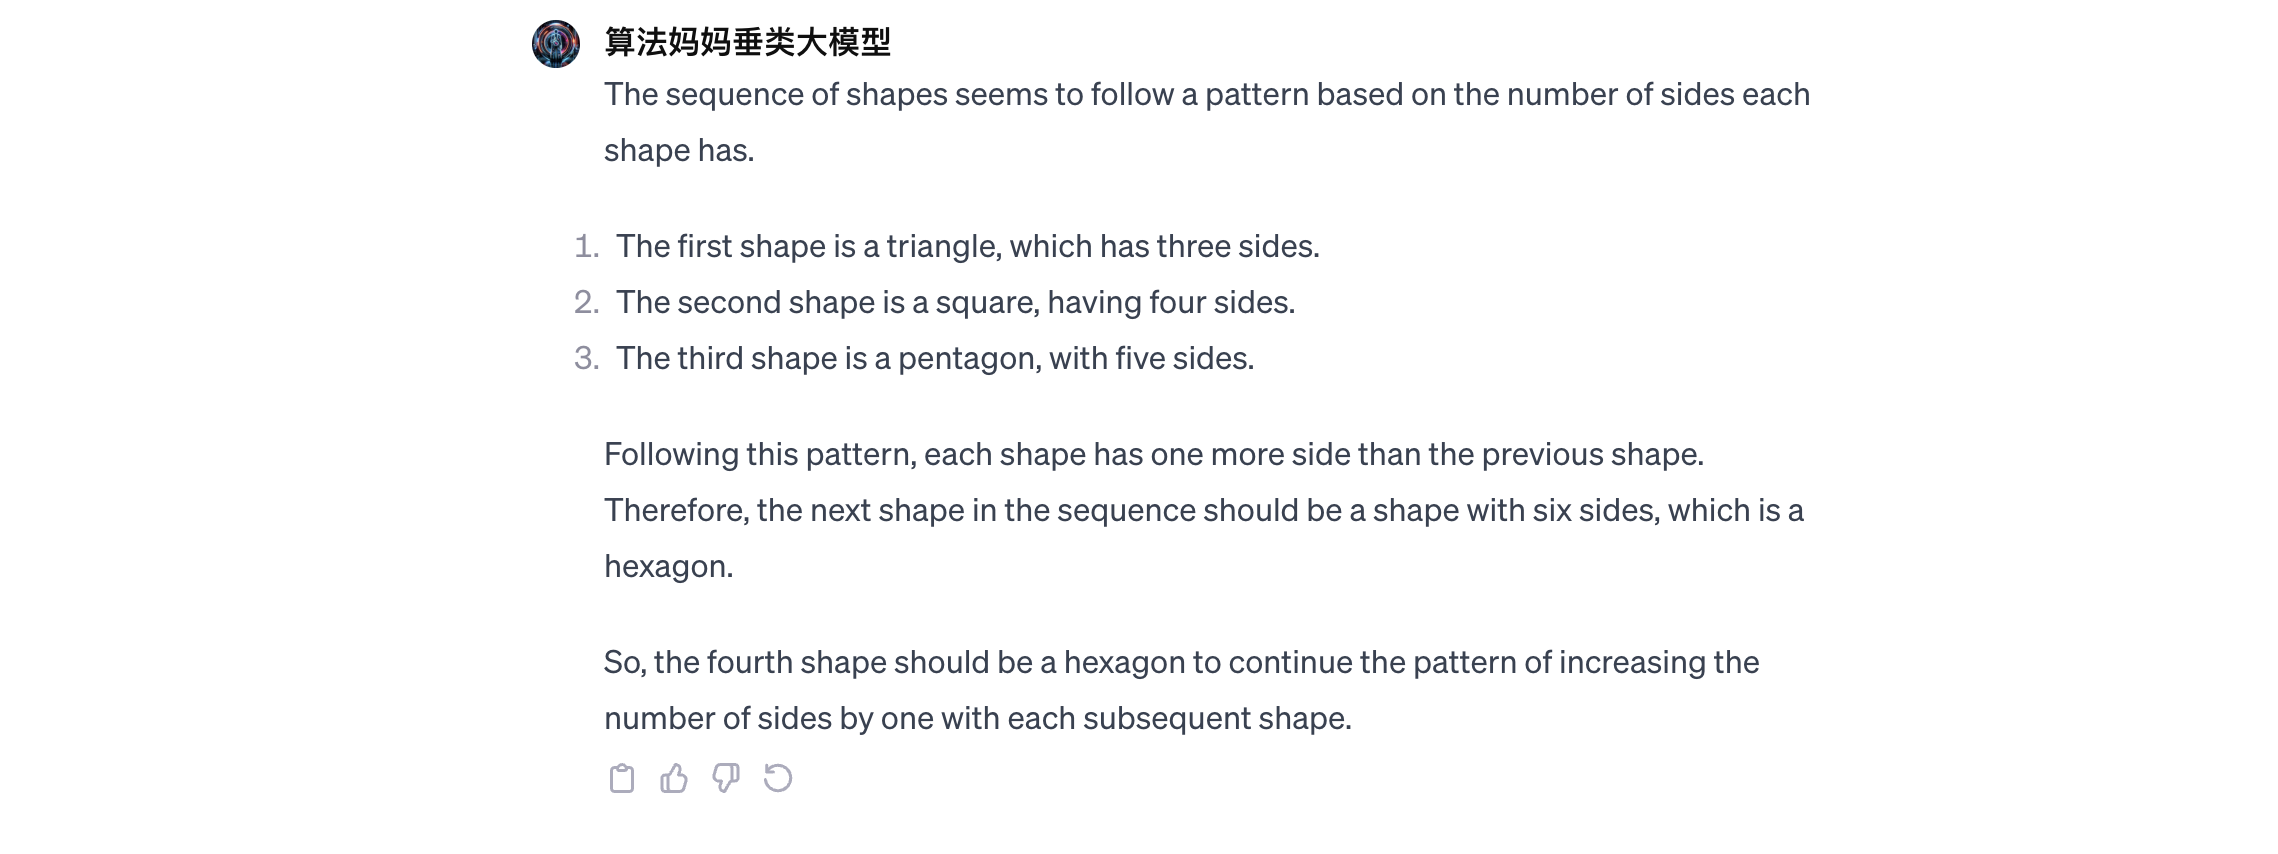 算法妈妈垂类大模型
The sequence of shapes seems to follow a pattern based on the number of sides each
shape has.
1. The first shape is a triangle, which has three sides.
2. The second shape is a square, having four sides.
3. The third shape is a pentagon, with five sides.
Following this pattern, each shape has one more side than the previous shape.
Therefore, the next shape in the sequence should be a shape with six sides, which is a
hexagon.
So, the fourth shape should be a hexagon to continue the pattern of increasing the
number of sides by one with each subsequent shape.